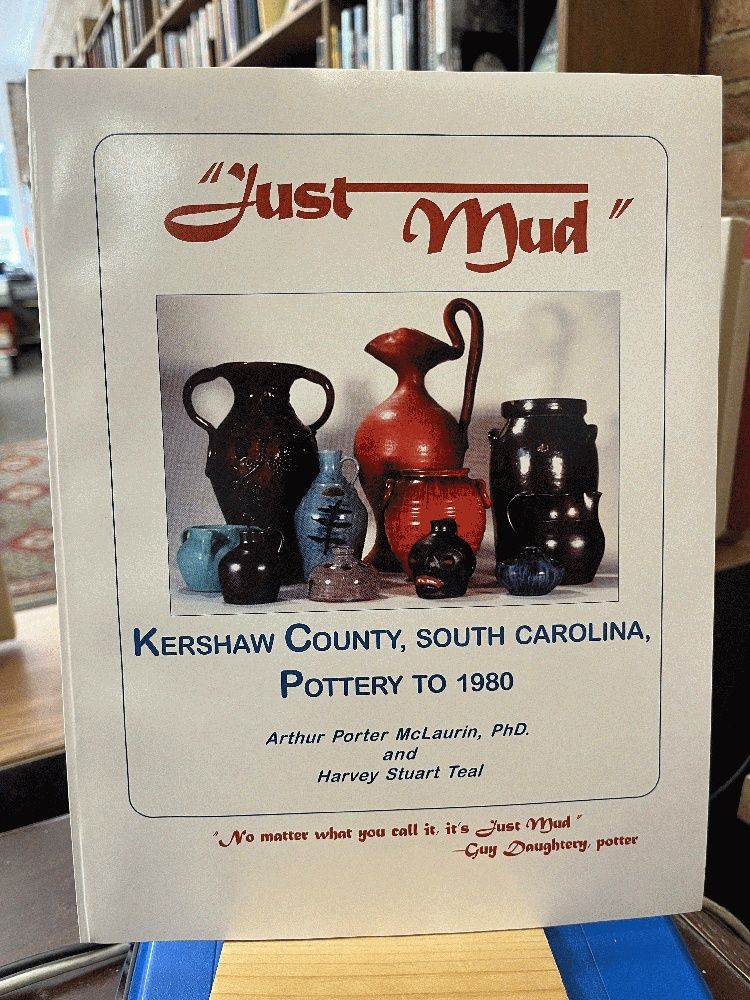 "Just Mud"
KERSHAW COUNTY, SOUTH CAROLINA,
POTTERY TO 1980
Arthur Porter McLaurin, PhD.
and
Harvey Stuart Teal
"No matter what you call it, it's Just Mud"
—Guy Daughtery, potter